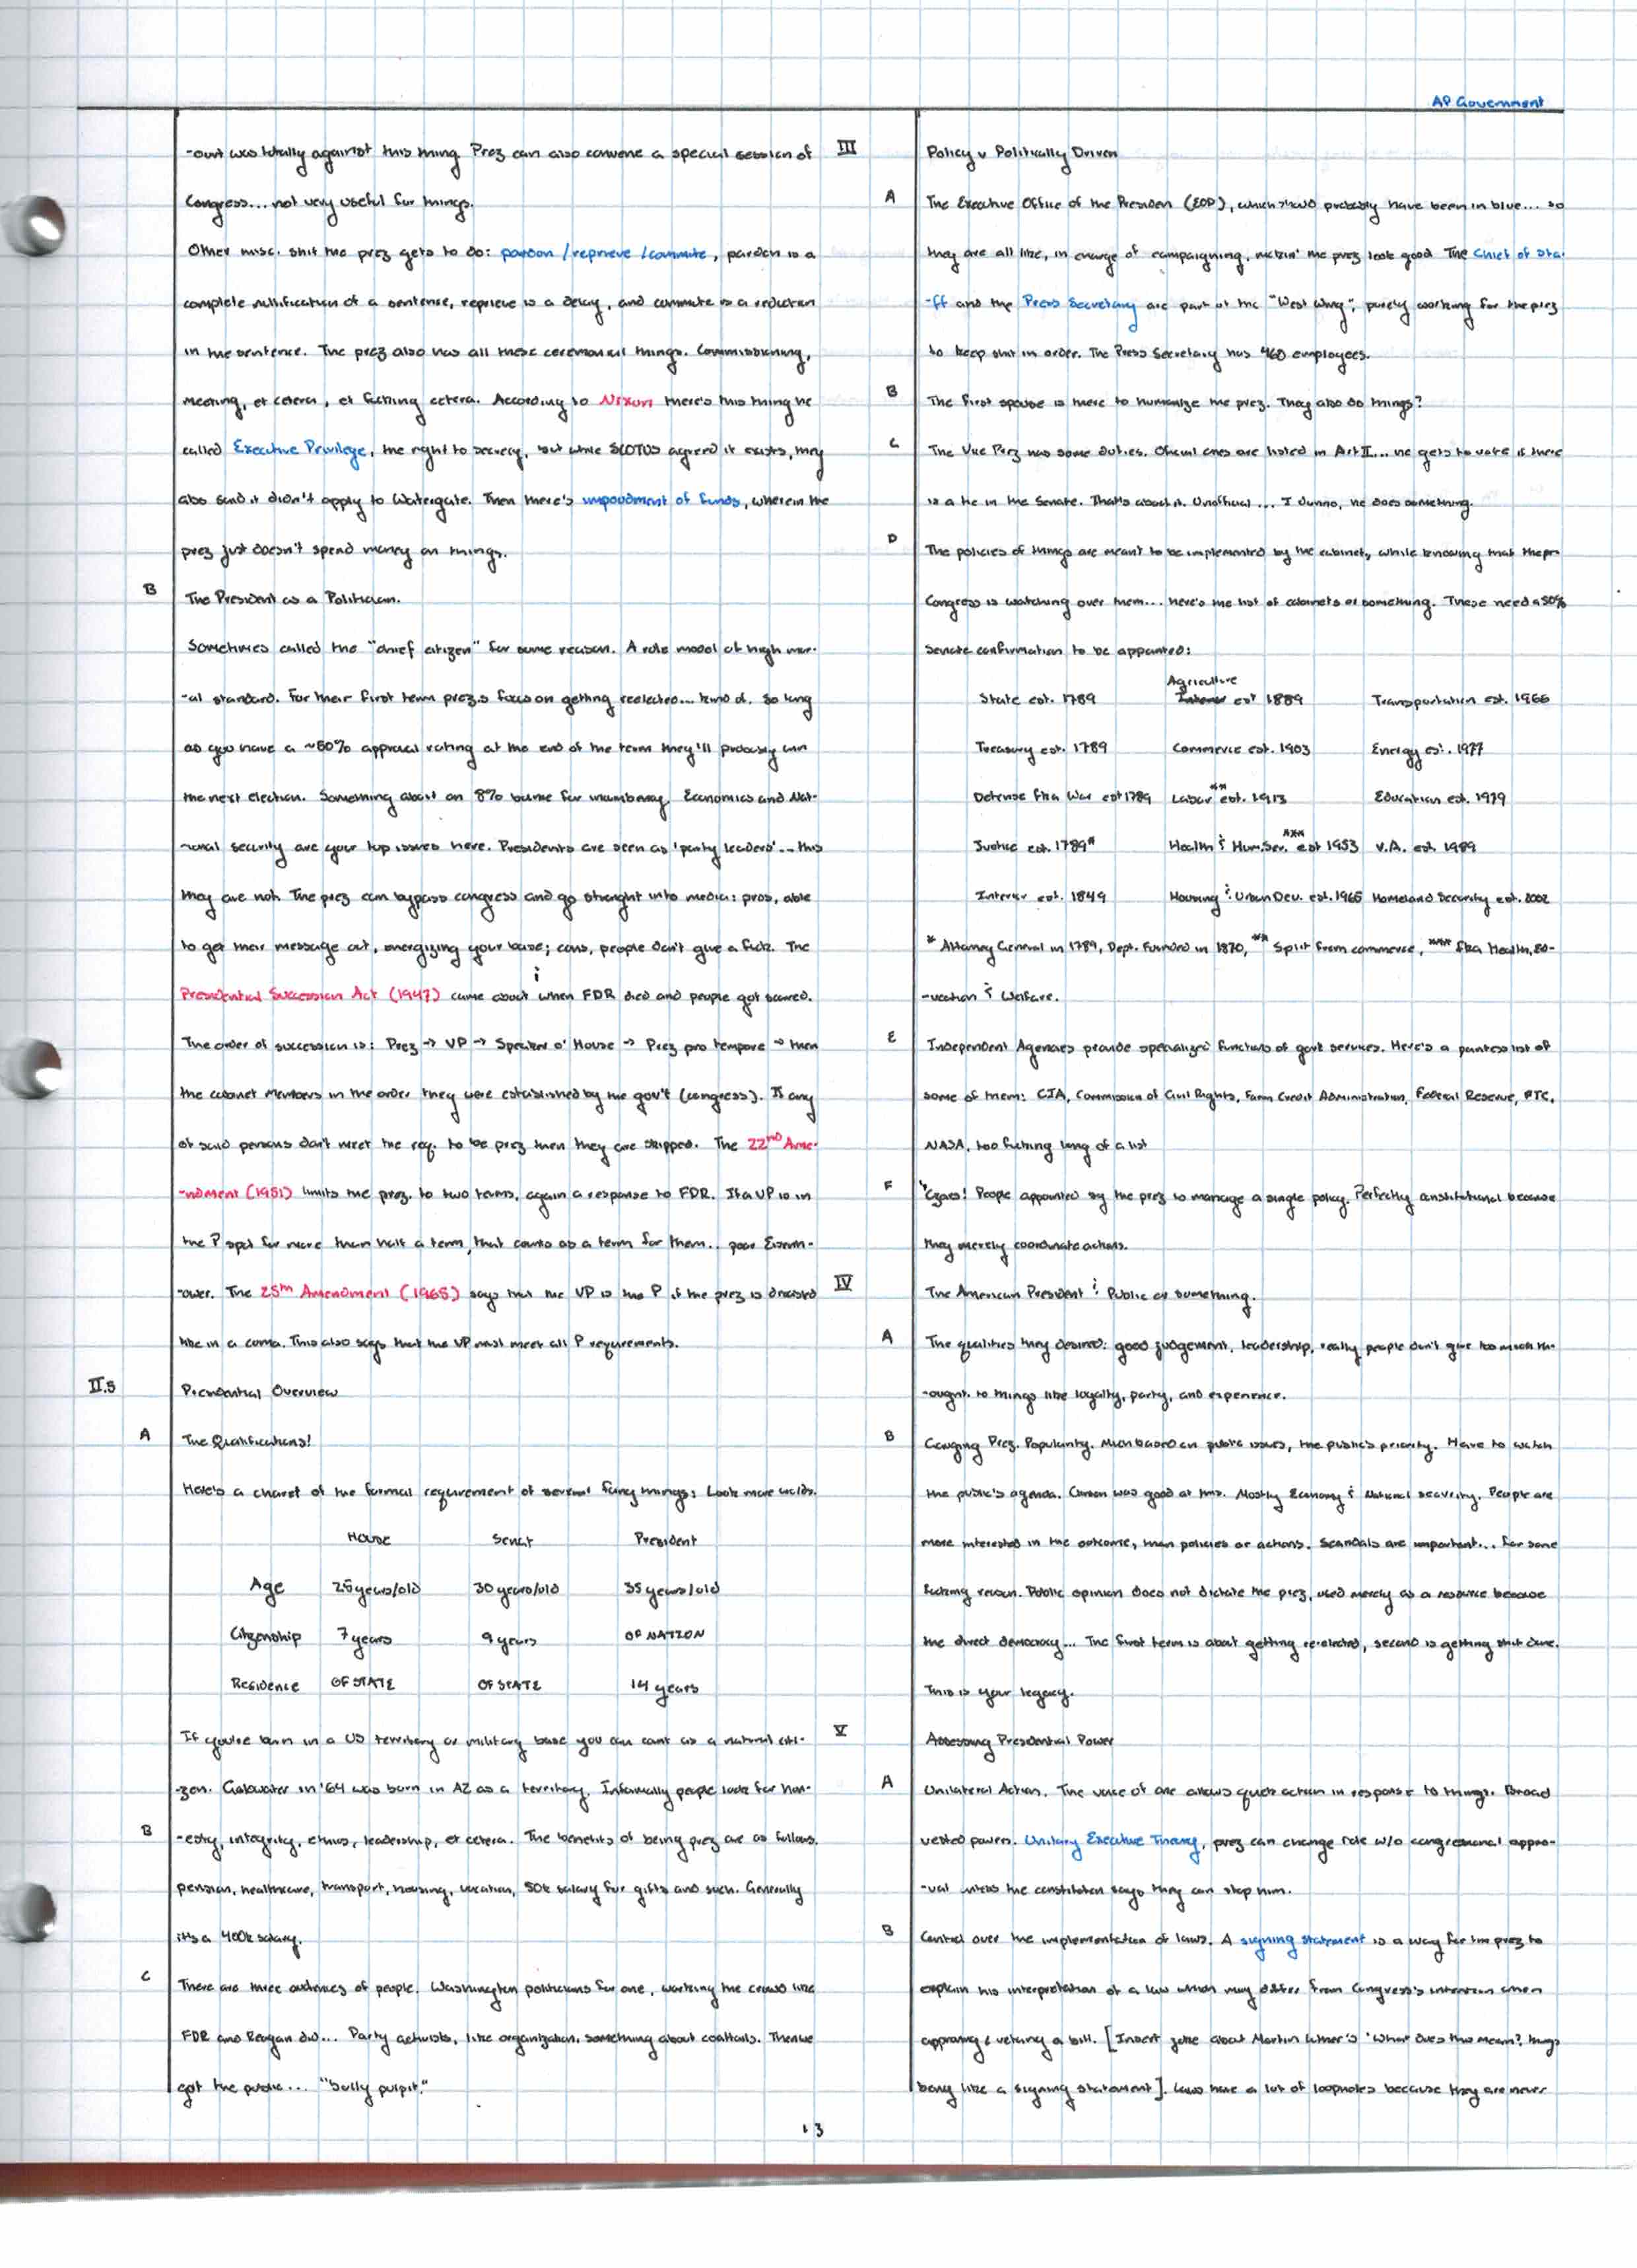 AP Government
-ourt was totally against this thing. Prez can also convene a special session of
Congress... not very useful for things.
Other misc. shit the prez gets to do: pardon/reprieve/commute, pardon is a
complete nullification of a sentence, reprieve is a delay, and commute is a reduction
in the sentence. The prez also has all these ceremonial things. Commissioning,
meeting, et cetera, et fucking cetera. According to Nixon there's this thing he
called Executive Privilege, the right to secrecy, but while SCOTUS agreed it exists, they
also said it didn't apply to Watergate. Then there's impoudment of funds, wherein the
prez just doesn't spend money on things.
B The President as a Politician.
Sometimes called the "chief citizen" for some reason. A role model of high mor-
-al standard. For their first term prez.s focus on getting reelected... kind of. So long
as you have a ~50% approval rating at the end of the term they'll probably win
the next election. Something about an 8% bump for incumbency. Economics and Nat-
-ional security are your top issues here. Presidents are seen as 'party leaders'... this
they are not. The prez can bypass congress and go straight into media: pros, able
to get their message out, energizing your base; cons, people don't give a fuck. The
Presidential Succession Act (1947) came about when FDR died and people got scared.
The order of succession is: Prez → VP → Speaker o' House → Prez pro tempore → then
the cabinet members in the order they were established by the gov't (congress). If any
of said persons don't meet the req. to be prez then they are skipped. The 22nd Ame-
-ndment (1951) limits the prez. to two terms, again a response to FDR. If a VP is in
the P spot for more than half a term, that counts as a term for them... poor Eisen-
-ower. The 25th Amendment (1965) says that the VP is the P if the prez is
like in a coma. This also says that the VP must meet all P requirements.
II.5 Presidential Overview
A The Qualifications!
Here's a chart of the formal requirement of several fancy things: Look more words.
HOUSE Senat President
Age 25 years/old 30 years/old 35 years/old
Citizenship 7 years 9 years OF NATION
Residence OF STATE OF STATE 14 years
If you're born in a US territory or military base you can count as a natural citi-
-zen. Goldwater in '64 was born in AZ as a territory. Informally people look for hon-
B -esty, integrity, ethics, leadership, et cetera. The benefits of being prez are as follows.
pension, healthcare, transport, housing, vacation, 50k salary for gifts and such. Generally
it's a 400k salary.
C There are three audiences of people. Washington politicians for one, working the crowd like
FDR and Reagan did... Party activists, like organization, something about coattails. Then we
got the public... "bully pulpit."
III Policy v Politically Driven
A The Executive Office of the Presiden (EOP), which should probably have been in blue... so
they are all like, in charge of campaigning, makin' the prez look good. The Chief of Sta-
-ff and the Press Secretary are part of the "West Wing", purely working for the prez
to keep shit in order. The Press Secretary has 460 employees.
B The first spouse is there to humanize the prez. They also do things?
C The Vice Prez has some duties. Official ones are listed in Art II... he gets to vote if there
is a tie in the Senate. That's about it. Unofficial... I dunno, he does something.
D The policies of things are meant to be implemented by the cabinet, while knowing that the pr
Congress is watching over them... here's the list of cabinets or something. These need a 50%
senate confirmation to be appointed:
Agriculture
State est. 1789 Interior est 1889 Transportation est. 1966
Treasury est. 1789 Commerce est. 1903 Energy est. 1977
Defense fka War est 1789 Labor** est. 1913 Education est. 1979
Justice est. 1789* Health & Hum.Ser.*** est 1953 V.A. est. 1989
Interior est. 1849 Housing & Urban Dev. est. 1965 Homeland Security est. 2002
* Attorney General in 1789, Dept. Founded in 1870, ** Split from commerce, *** fka Health, Ed-
-ucation & Welfare.
E Independent Agencies provide specialized functions of govt services. Here's a pointless list of
some of them: CIA, Commission of Civil Rights, Farm Credit Administration, Federal Reserve, FTC,
NASA, too fucking long of a list
F Czars! People appointed by the prez to manage a single policy. Perfectly constitutional because
they merely coordinate actions.
IV The American President & Public or something.
A The qualities they desired: good judgement, leadership, really people don't give too much th-
-ought. to things like loyalty, party, and experience.
B Gauging Prez. Popularity. Much based on public issues, the public's priority. Have to watch
the public's agenda. was good at this. Mostly Economy & National security. People are
more interested in the outcome, than policies or actions. Scandals are important... for some
fucking reason. Public opinion does not dictate the prez, used merely as a resource because
the direct democracy... The first term is about getting re-elected, second is getting shit done.
This is your legacy.
V Assessing Presidential Power
A Unilateral Action. The voice of one allows quick action in response to things. Broad
vested powers. Unitary Executive Theory, prez can change role w/o congressional appro-
-val unless the constitution says they can stop him.
B Control over the implementation of laws. A signing statement is a way for the prez to
explain his interpretation of a law which may differ from Congress's intention when
approving & vetoing a bill. [Insert joke about Martin Luther's 'What does this mean?' things
being like a signing statement]. Laws have a lot of loopholes because they are never
13